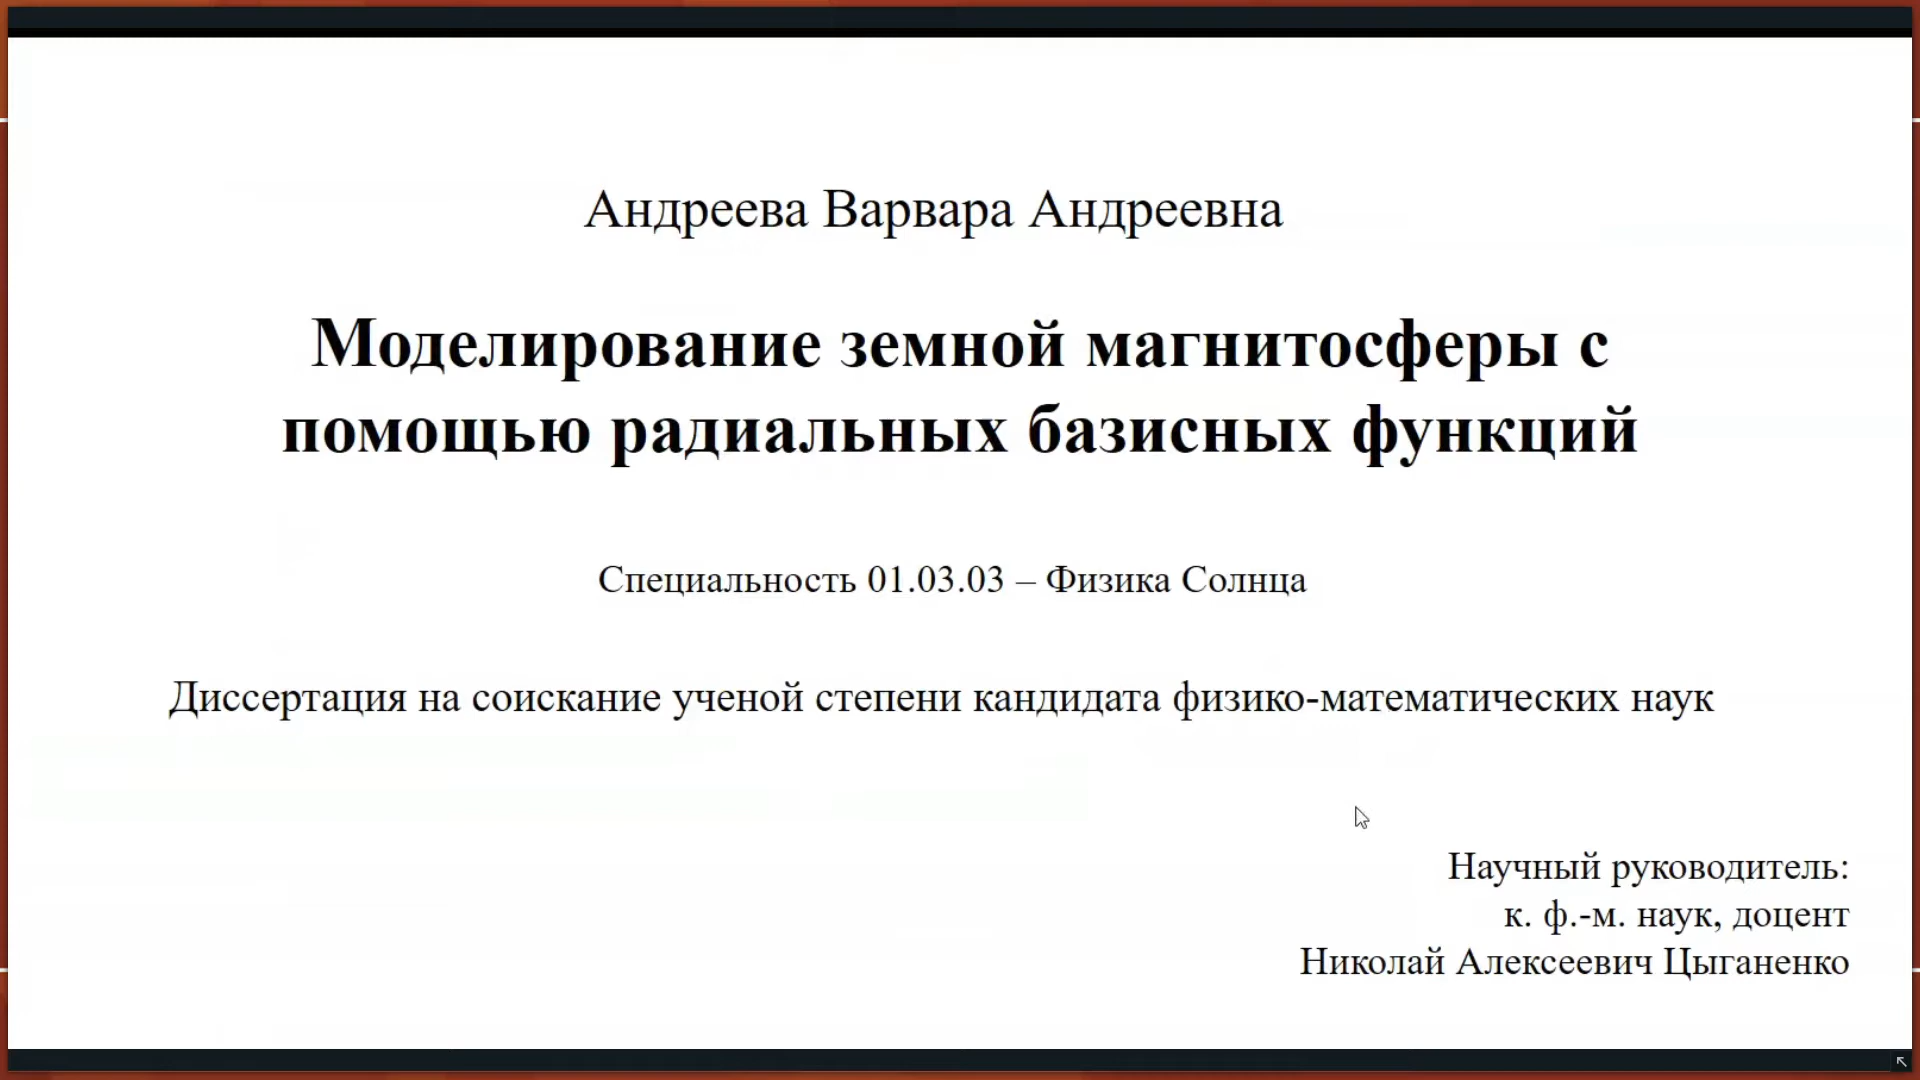 Андреева Варвара Андреевна
Моделирование земной магнитосферы с
помощью радиальных базисных функций
Специальность 01.03.03 – Физика Солнца
Диссертация на соискание ученой степени кандидата физико-математических наук
Научный руководитель:
к. ф.-м. наук, доцент
Николай Алексеевич Цыганенко